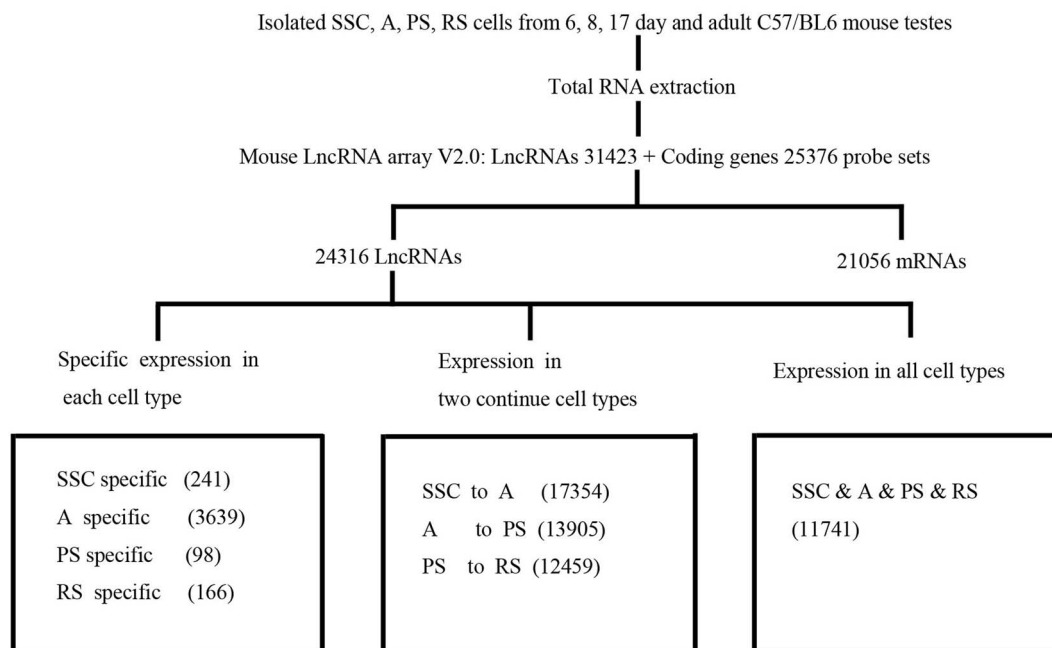 Isolated SSC, A, PS, RS cells from 6, 8, 17 day and adult C57/BL6 mouse testes
Total RNA extraction
Mouse LncRNA array V2.0: LncRNAs 31423 + Coding genes 25376 probe sets
24316 LncRNAs
21056 mRNAs
Specific expression in
each cell type
Expression in
two continue cell types
Expression in all cell types
SSC specific (241)
A specific (3639)
PS specific (98)
RS specific (166)
SSC to A (17354)
A to PS (13905)
PS to RS (12459)
SSC & A & PS & RS
(11741)